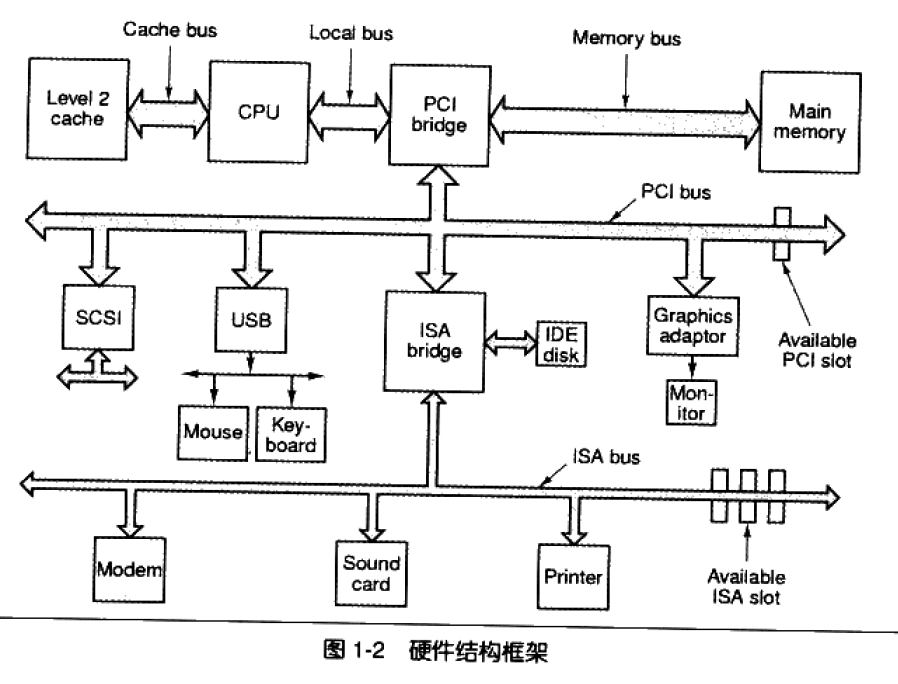 Cache bus
Local bus
Memory bus
Level 2
cache
CPU
PCI
bridge
Main
memory
PCI bus
SCSI
USB
ISA
bridge
IDE
disk
Graphics
adaptor
Available
PCI slot
Mouse
Key-
board
Mon-
itor
ISA bus
Modem
Sound
card
Printer
Available
ISA slot
图 1-2 硬件结构框架